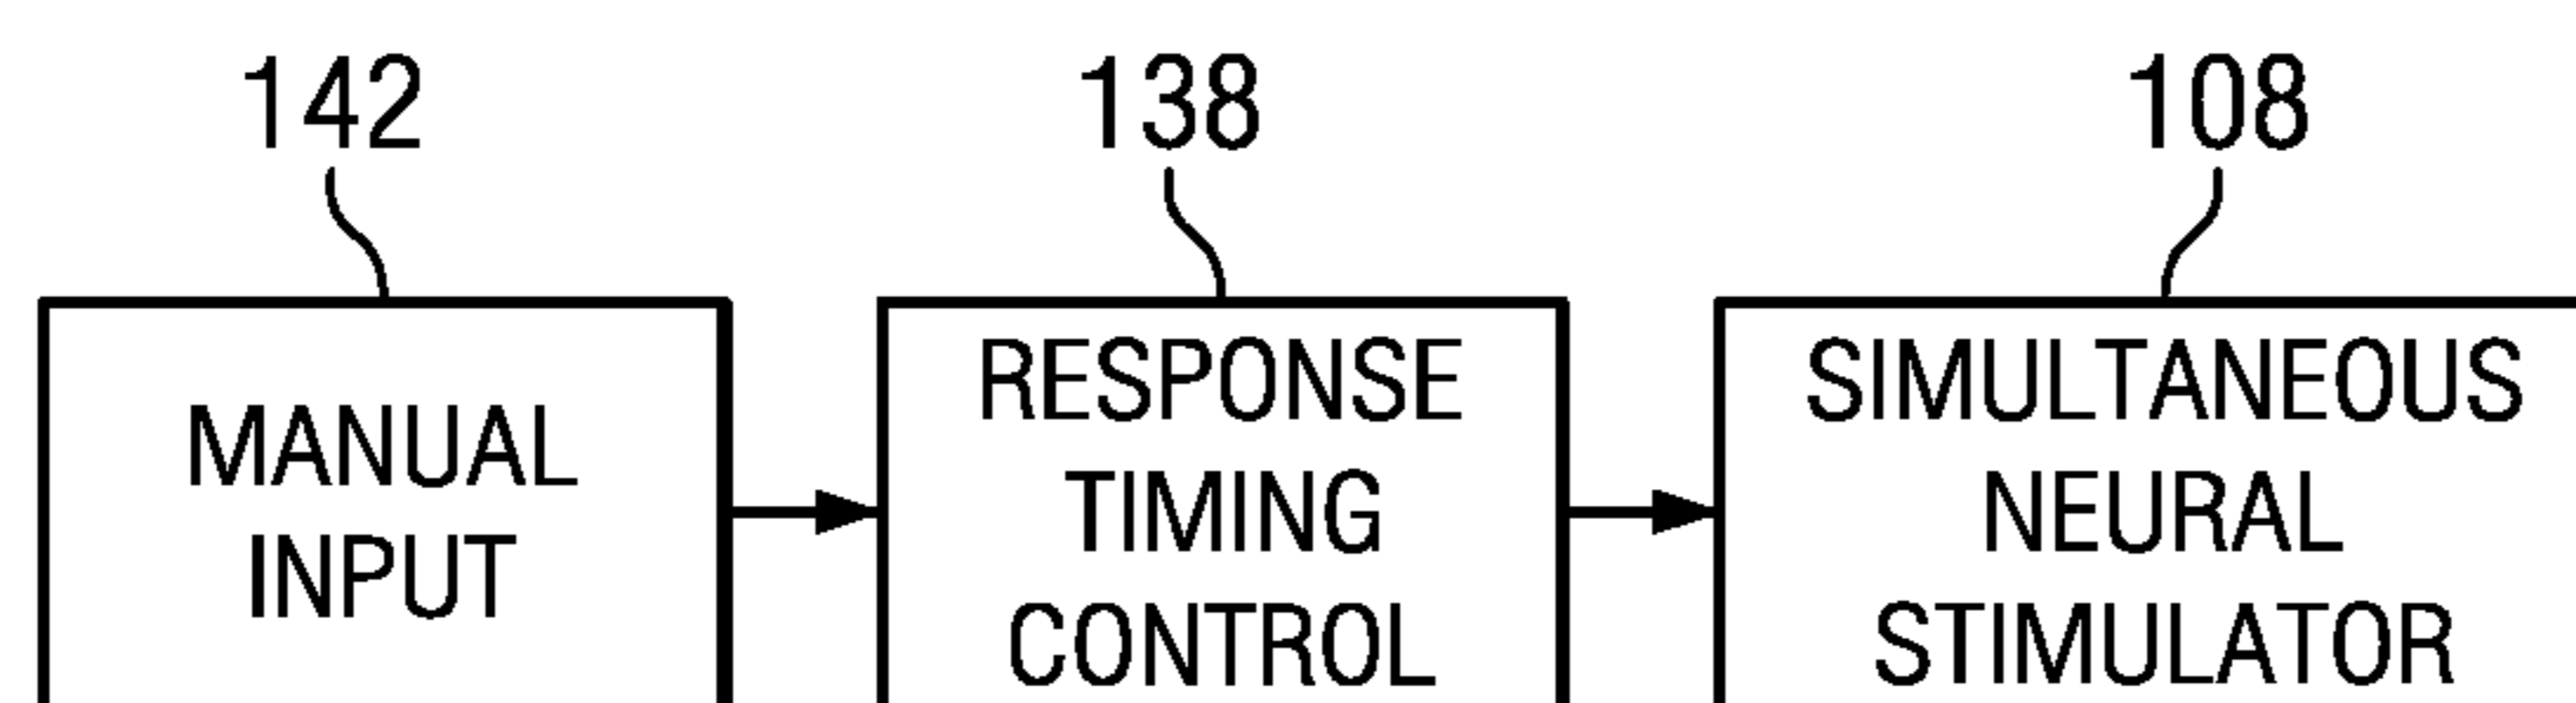 142
138
108
MANUAL
INPUT
RESPONSE
TIMING
CONTROL
SIMULTANEOUS
NEURAL
STIMULATOR